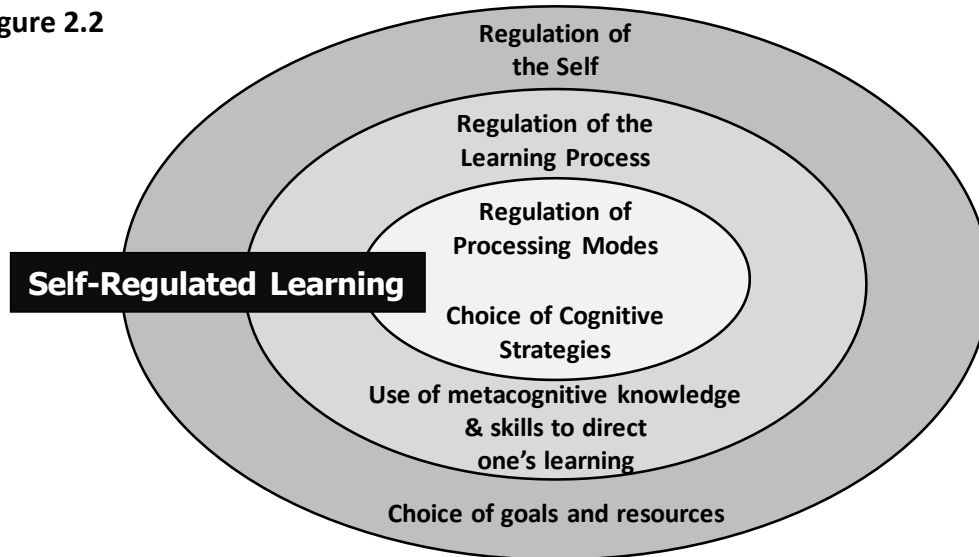 gure 2.2
Regulation of
the Self
Regulation of the
Learning Process
Regulation of
Processing Modes
Self-Regulated Learning
Choice of Cognitive
Strategies
Use of metacognitive knowledge
& skills to direct
one’s learning
Choice of goals and resources